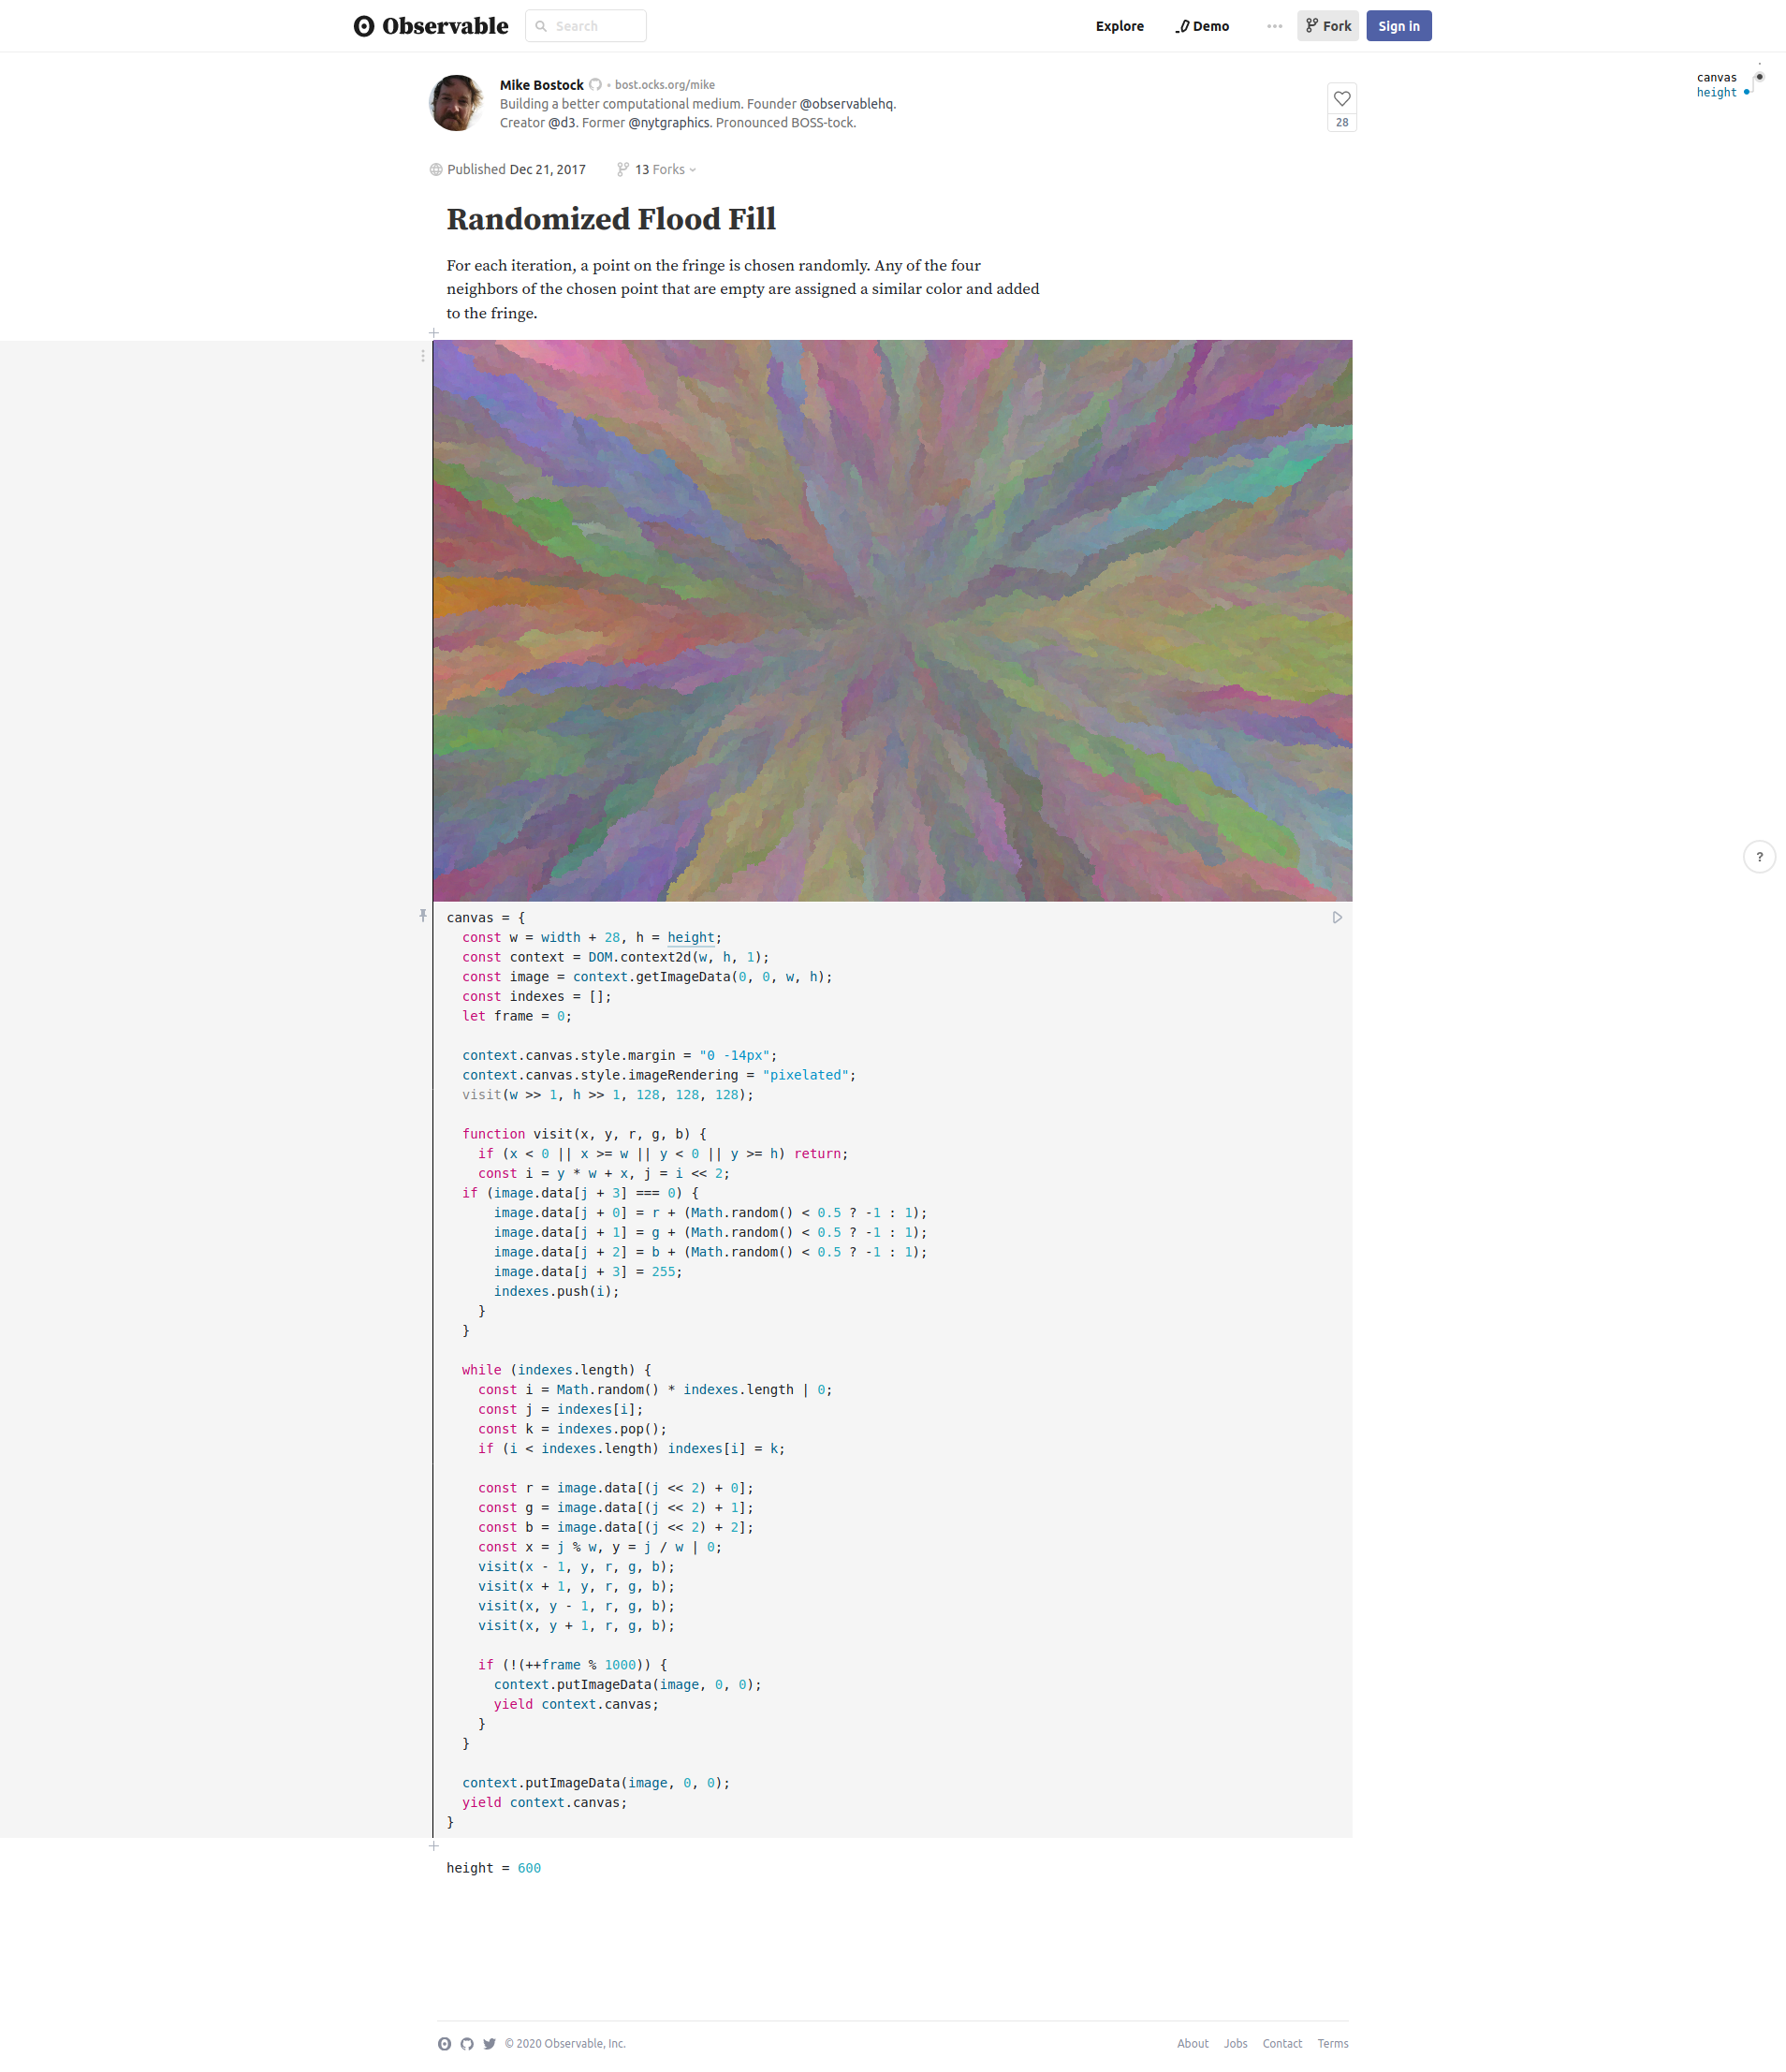 Observable
Search
Explore
Demo
Fork
Sign in
Mike Bostock • bost.ocks.org/mike
Building a better computational medium. Founder @observablehq.
Creator @d3. Former @nytgraphics. Pronounced BOSS-tock.
28
canvas
height
Published Dec 21, 2017
13 Forks
Randomized Flood Fill
For each iteration, a point on the fringe is chosen randomly. Any of the four
neighbors of the chosen point that are empty are assigned a similar color and added
to the fringe.
?
canvas = {
  const w = width + 28, h = height;
  const context = DOM.context2d(w, h, 1);
  const image = context.getImageData(0, 0, w, h);
  const indexes = [];
  let frame = 0;

  context.canvas.style.margin = "0 -14px";
  context.canvas.style.imageRendering = "pixelated";
  visit(w >> 1, h >> 1, 128, 128, 128);

  function visit(x, y, r, g, b) {
    if (x < 0 || x >= w || y < 0 || y >= h) return;
    const i = y * w + x, j = i << 2;
  if (image.data[j + 3] === 0) {
      image.data[j + 0] = r + (Math.random() < 0.5 ? -1 : 1);
      image.data[j + 1] = g + (Math.random() < 0.5 ? -1 : 1);
      image.data[j + 2] = b + (Math.random() < 0.5 ? -1 : 1);
      image.data[j + 3] = 255;
      indexes.push(i);
    }
  }

  while (indexes.length) {
    const i = Math.random() * indexes.length | 0;
    const j = indexes[i];
    const k = indexes.pop();
    if (i < indexes.length) indexes[i] = k;

    const r = image.data[(j << 2) + 0];
    const g = image.data[(j << 2) + 1];
    const b = image.data[(j << 2) + 2];
    const x = j % w, y = j / w | 0;
    visit(x - 1, y, r, g, b);
    visit(x + 1, y, r, g, b);
    visit(x, y - 1, r, g, b);
    visit(x, y + 1, r, g, b);

    if (!(++frame % 1000)) {
      context.putImageData(image, 0, 0);
      yield context.canvas;
    }
  }

  context.putImageData(image, 0, 0);
  yield context.canvas;
}
height = 600
© 2020 Observable, Inc.
About
Jobs
Contact
Terms